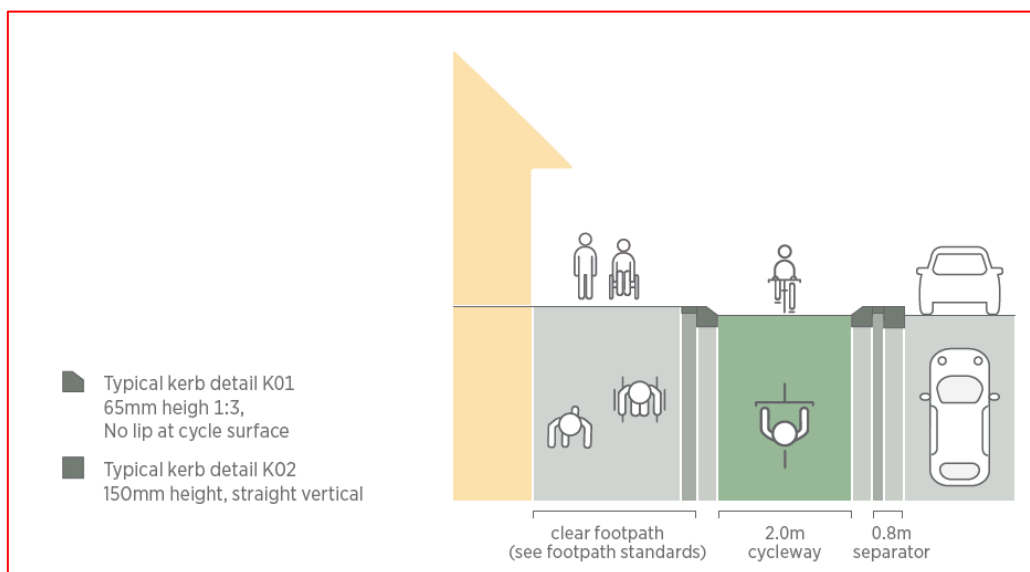 Typical kerb detail K01
65mm heigh 1:3,
No lip at cycle surface
Typical kerb detail K02
150mm height, straight vertical
clear footpath
(see footpath standards)
2.0m
cycleway
0.8m
separator